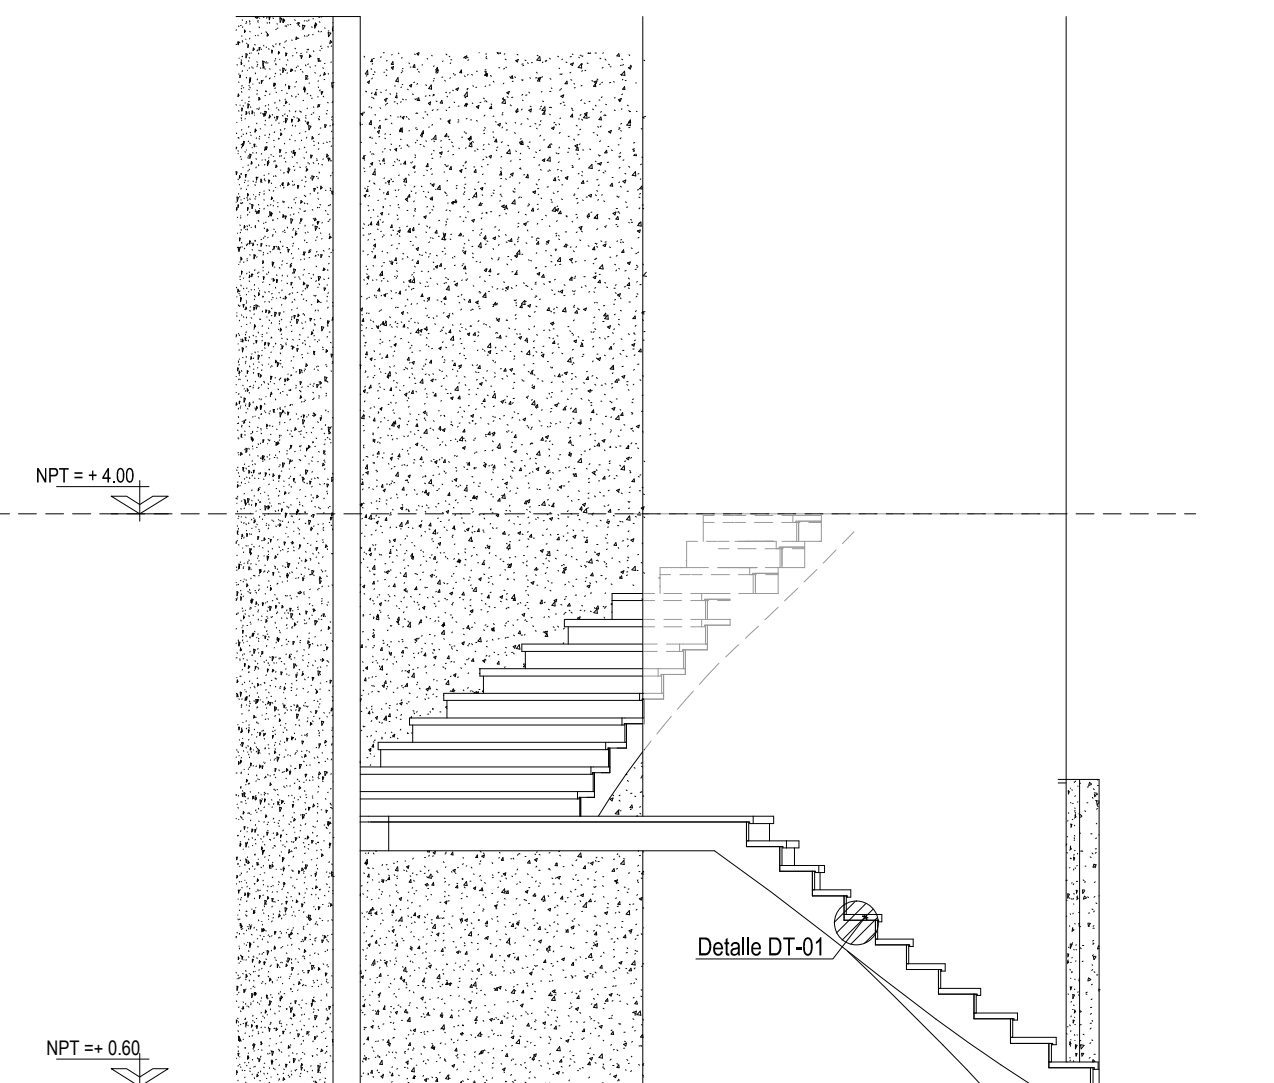 NPT = + 4.00
Detalle DT-01
NPT =+ 0.60